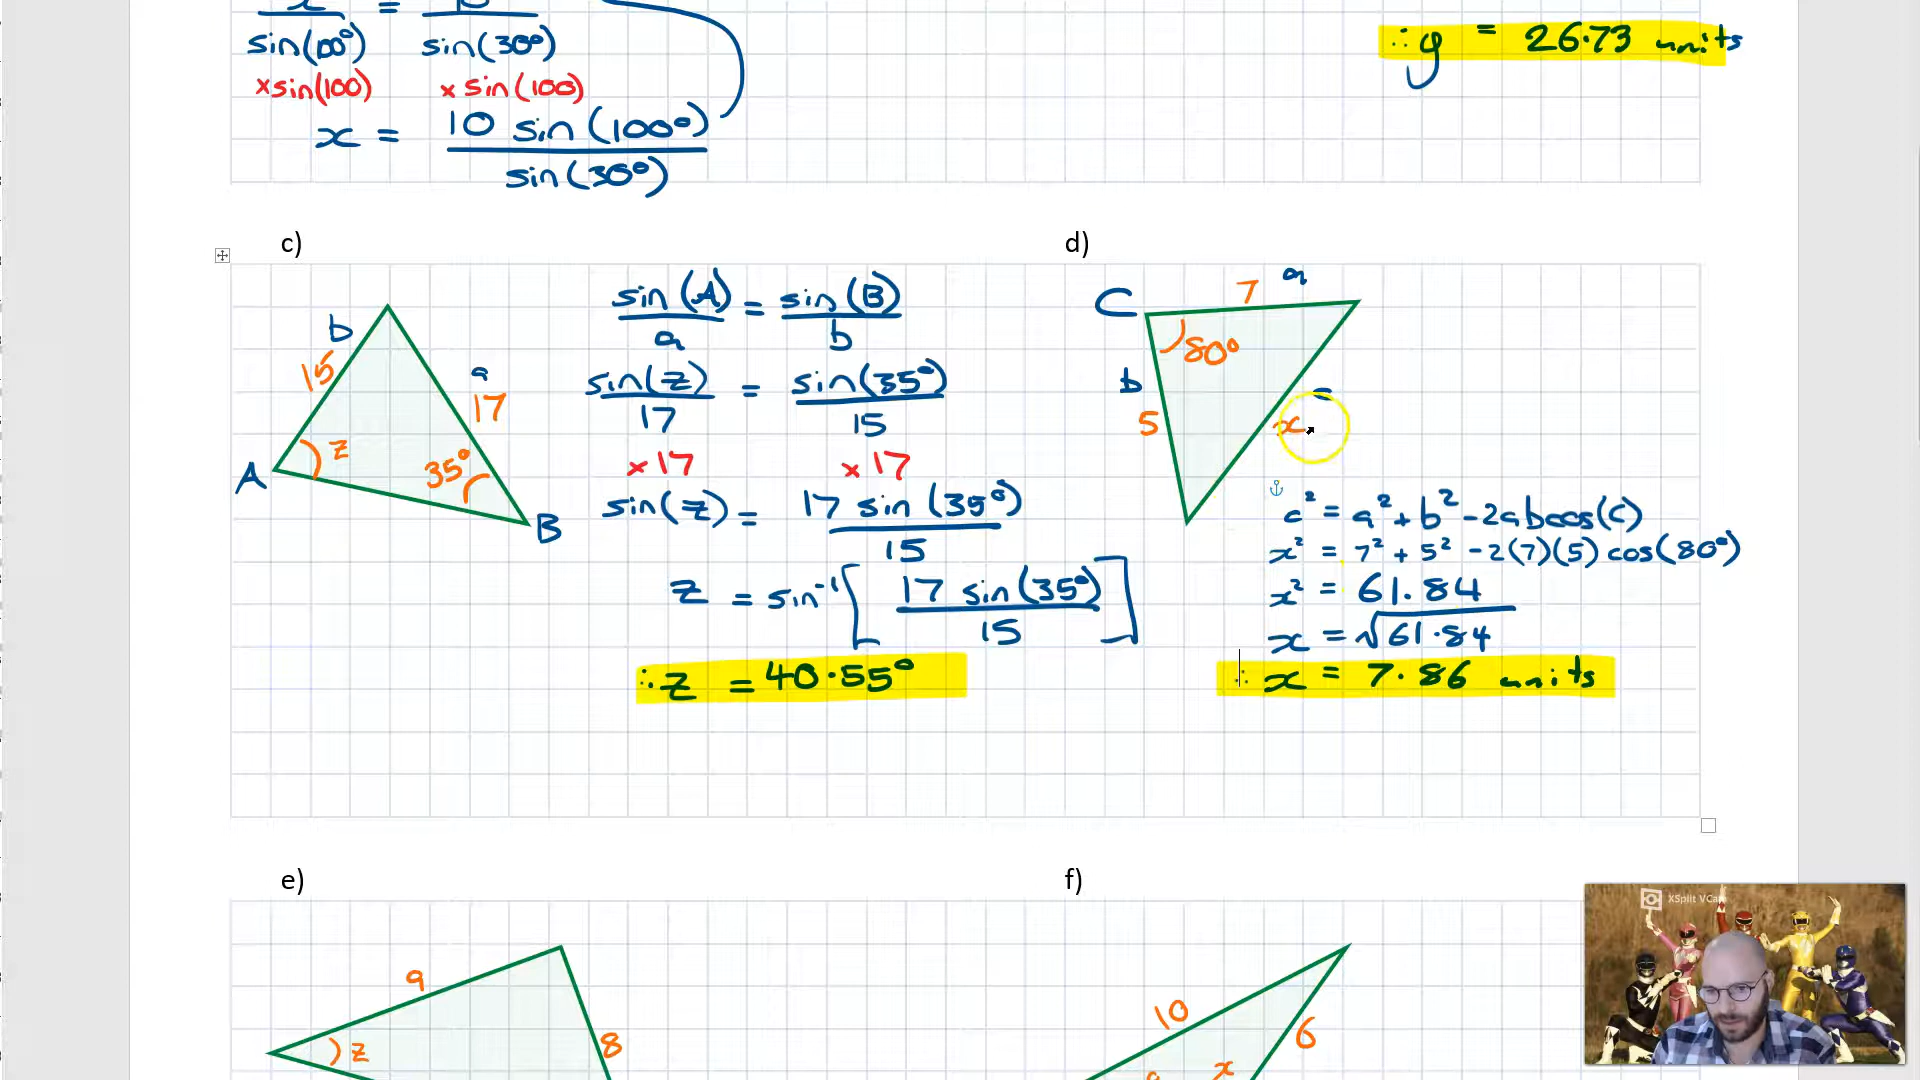 x = 10
sin(100°) sin(30°)
×sin(100) ×sin(100)
x = 10 sin(100°)
sin(30°)
∴ y = 26.73 units
c)
b
15
a
17
z
35°
A
B
sin(A) = sin(B)
a b
sin(z) = sin(35°)
17 15
×17 ×17
sin(z) = 17 sin(35°)
15
z = sin⁻¹[17 sin(35°)
15]
∴ z = 40.55°
d)
C
7 a
80°
b
5
x
c² = a² + b² - 2abcos(C)
x² = 7² + 5² - 2(7)(5) cos(80°)
x² = 61.84
x = √61.84
∴ x = 7.86 units
e)
9
z
8
f)
10
6
x
XSplit VCam